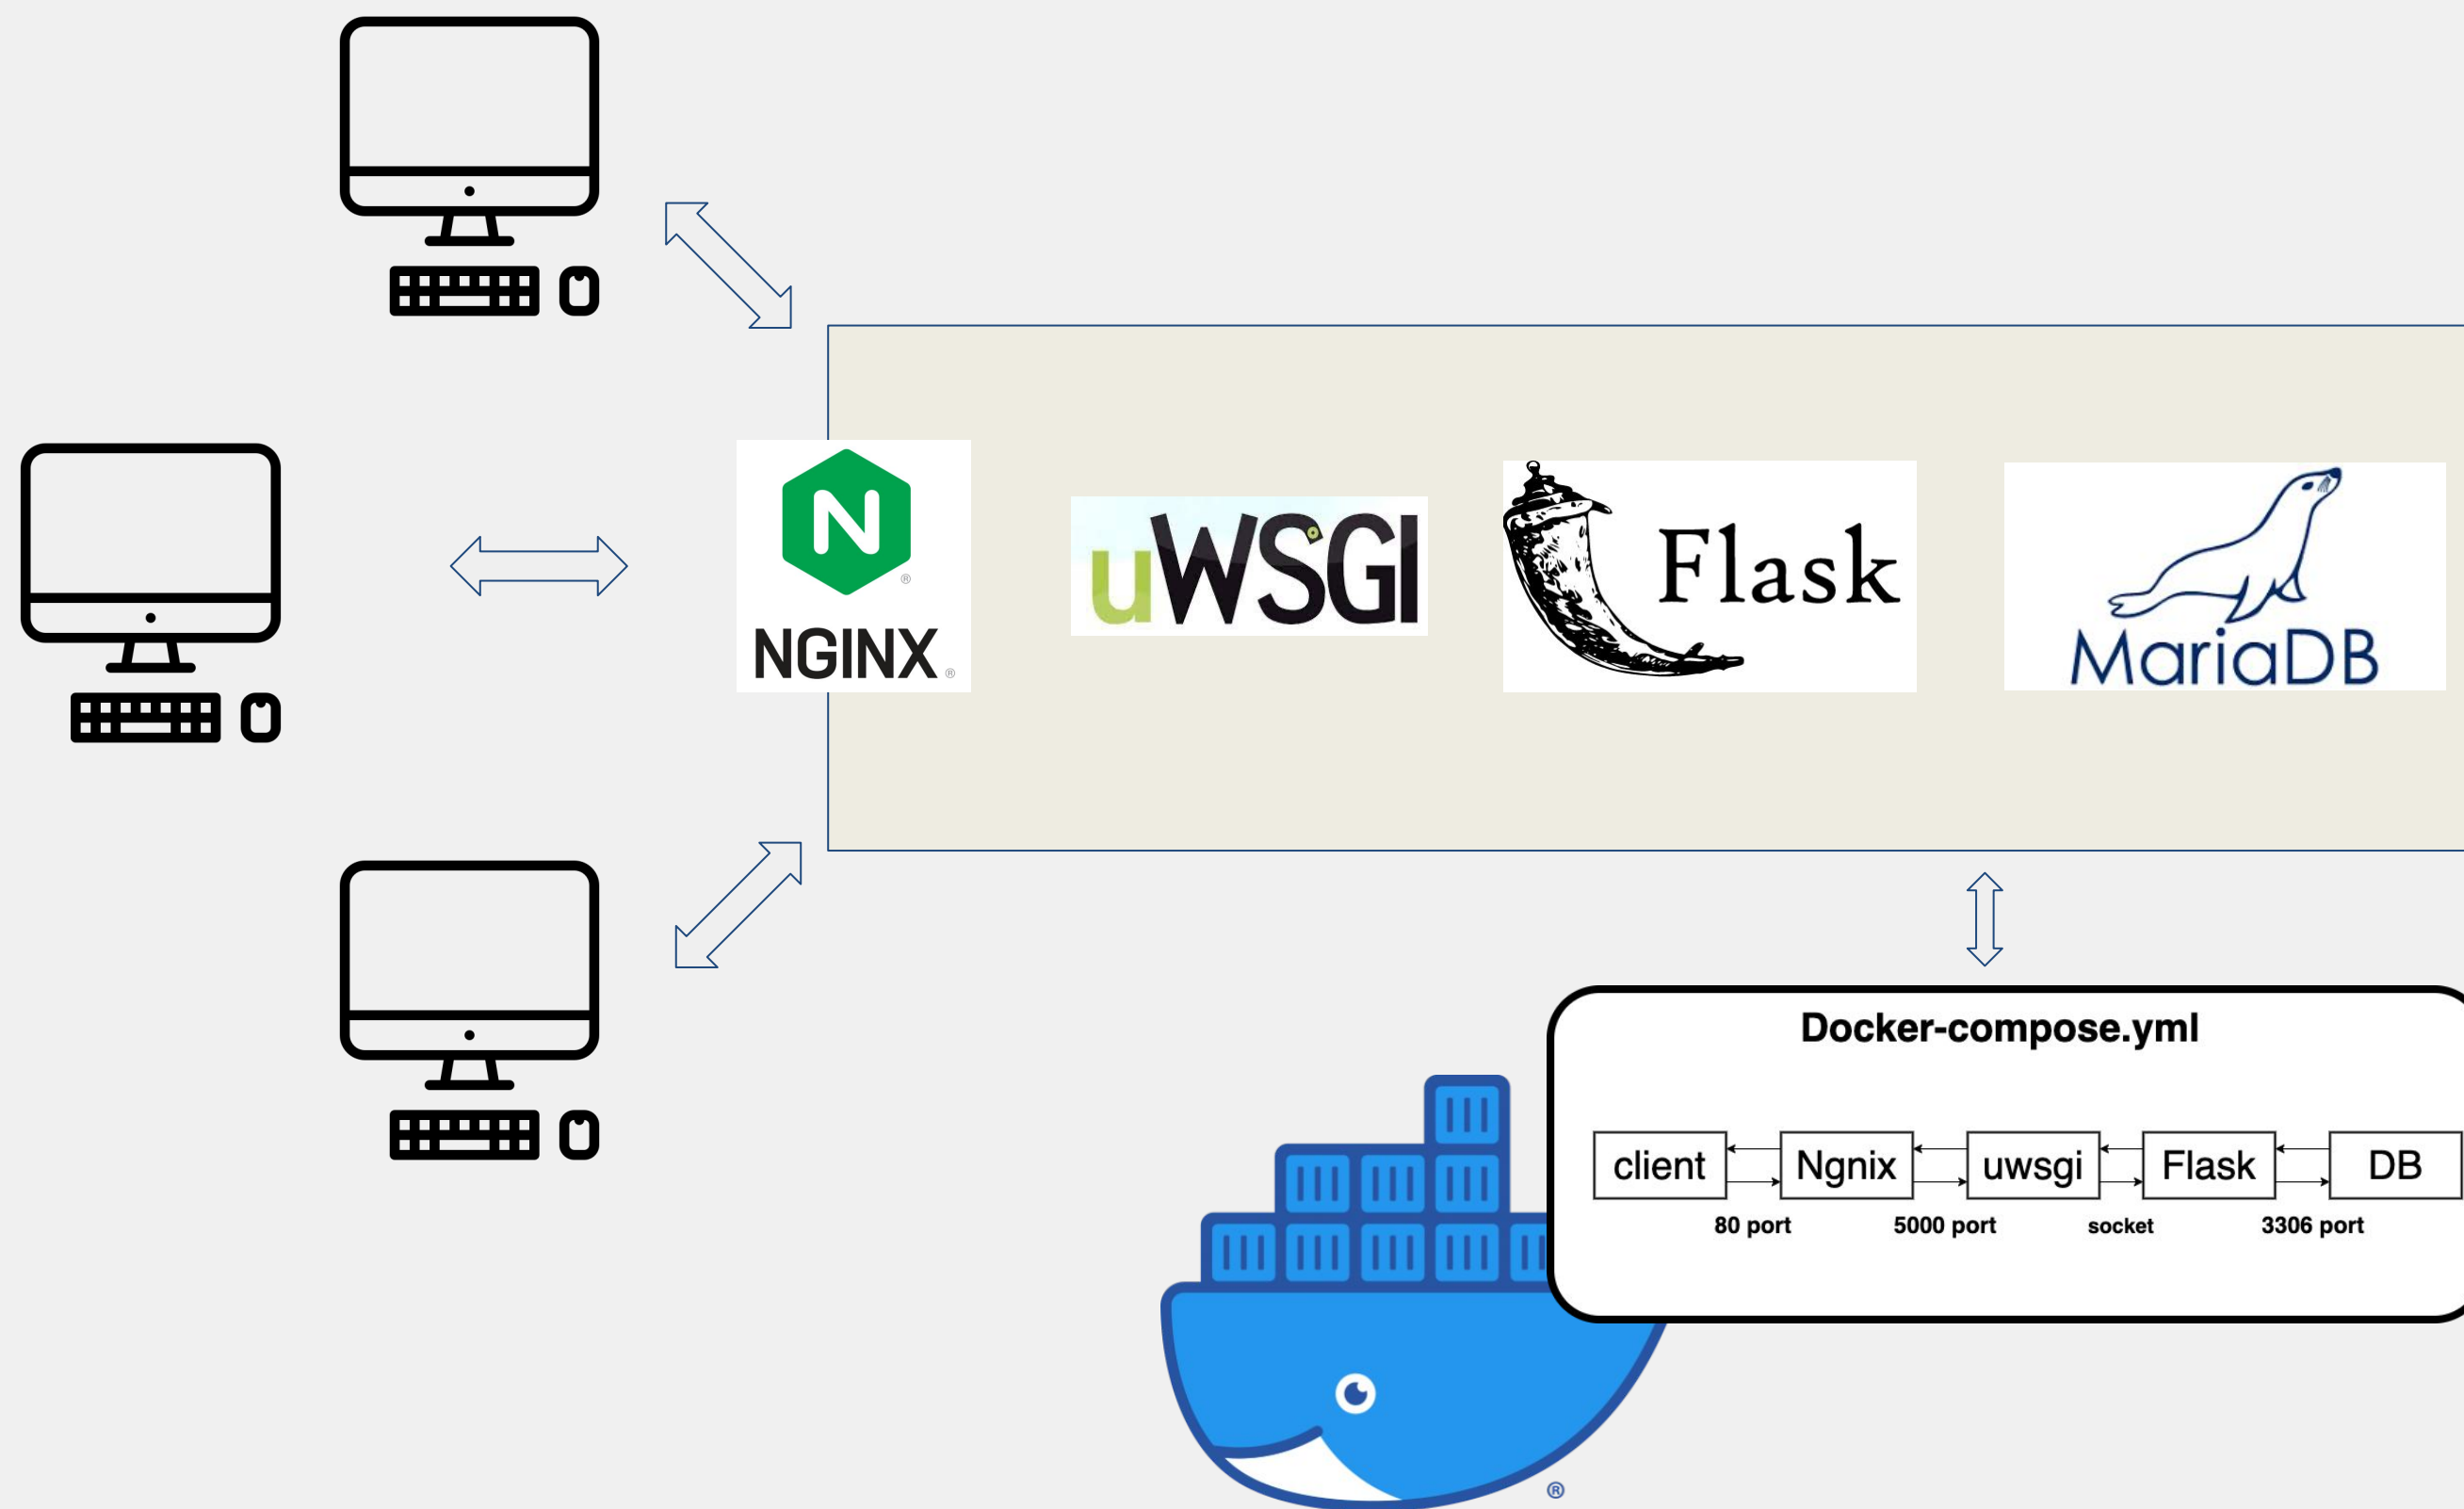 N
NGINX
uWSGI
Flask
MariaDB
Docker-compose.yml
client
Ngnix
uwsgi
Flask
DB
80 port
5000 port
socket
3306 port